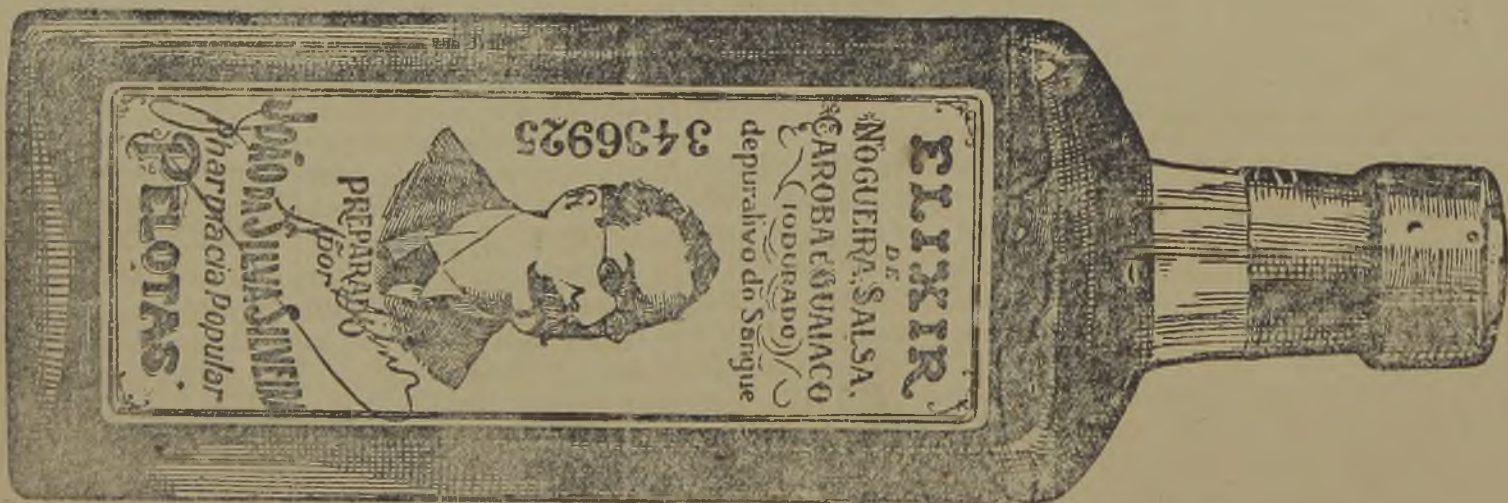 ELIXIR
DE
NOGUEIRA, SALSA,
CAROBA E GUAIACO
(IODURADO)
depurativo do Sangue
3436925
PREPARADO
por
JOÃO DA SILVA SILVEIRA
Pharmacia Popular
PELOTAS